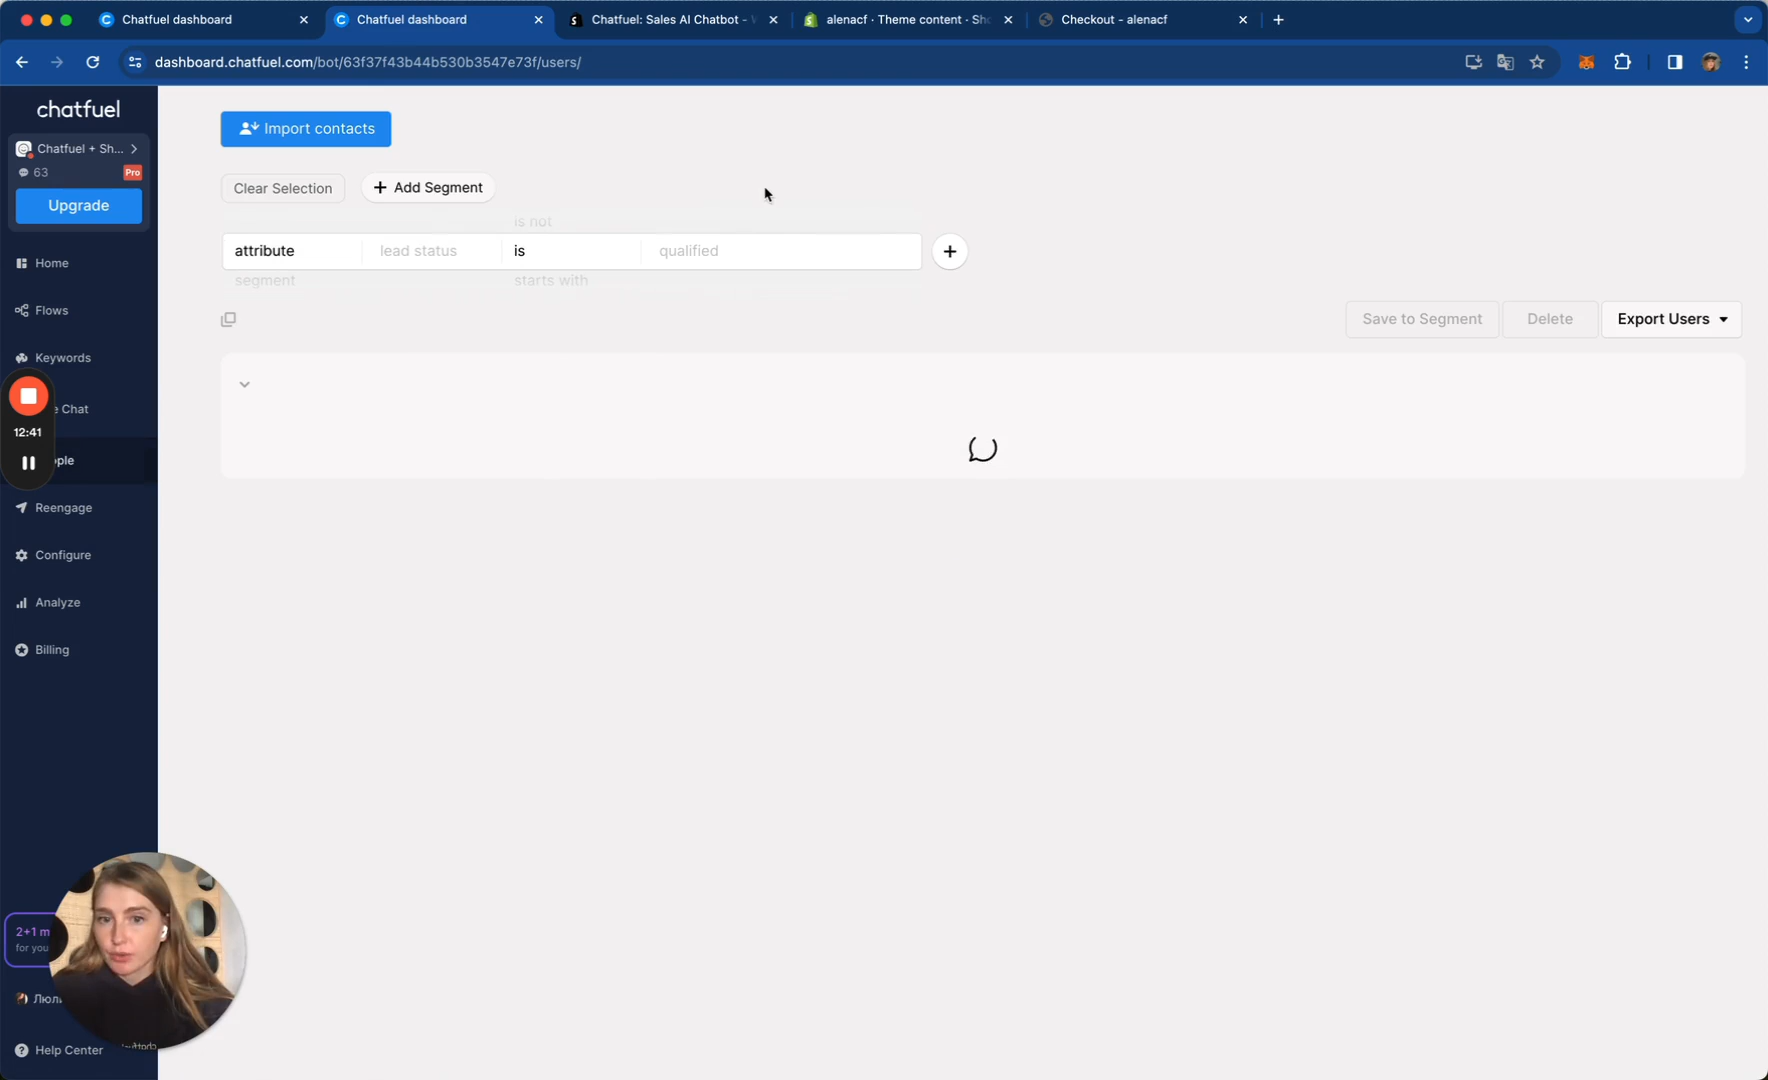 Chatfuel dashboard
Chatfuel dashboard
Chatfuel: Sales AI Chatbot -
alenacf · Theme content · Sh
Checkout - alenacf
dashboard.chatfuel.com/bot/63f37f43b44b530b3547e73f/users/
chatfuel
Chatfuel + Sh...
63
Pro
Upgrade
Home
Flows
Keywords
e Chat
12:41
ople
Reengage
Configure
Analyze
Billing
2+1 m
for you
Люл
Help Center
Import contacts
Clear Selection
Add Segment
is not
attribute
lead status
is
qualified
segment
starts with
Save to Segment
Delete
Export Users